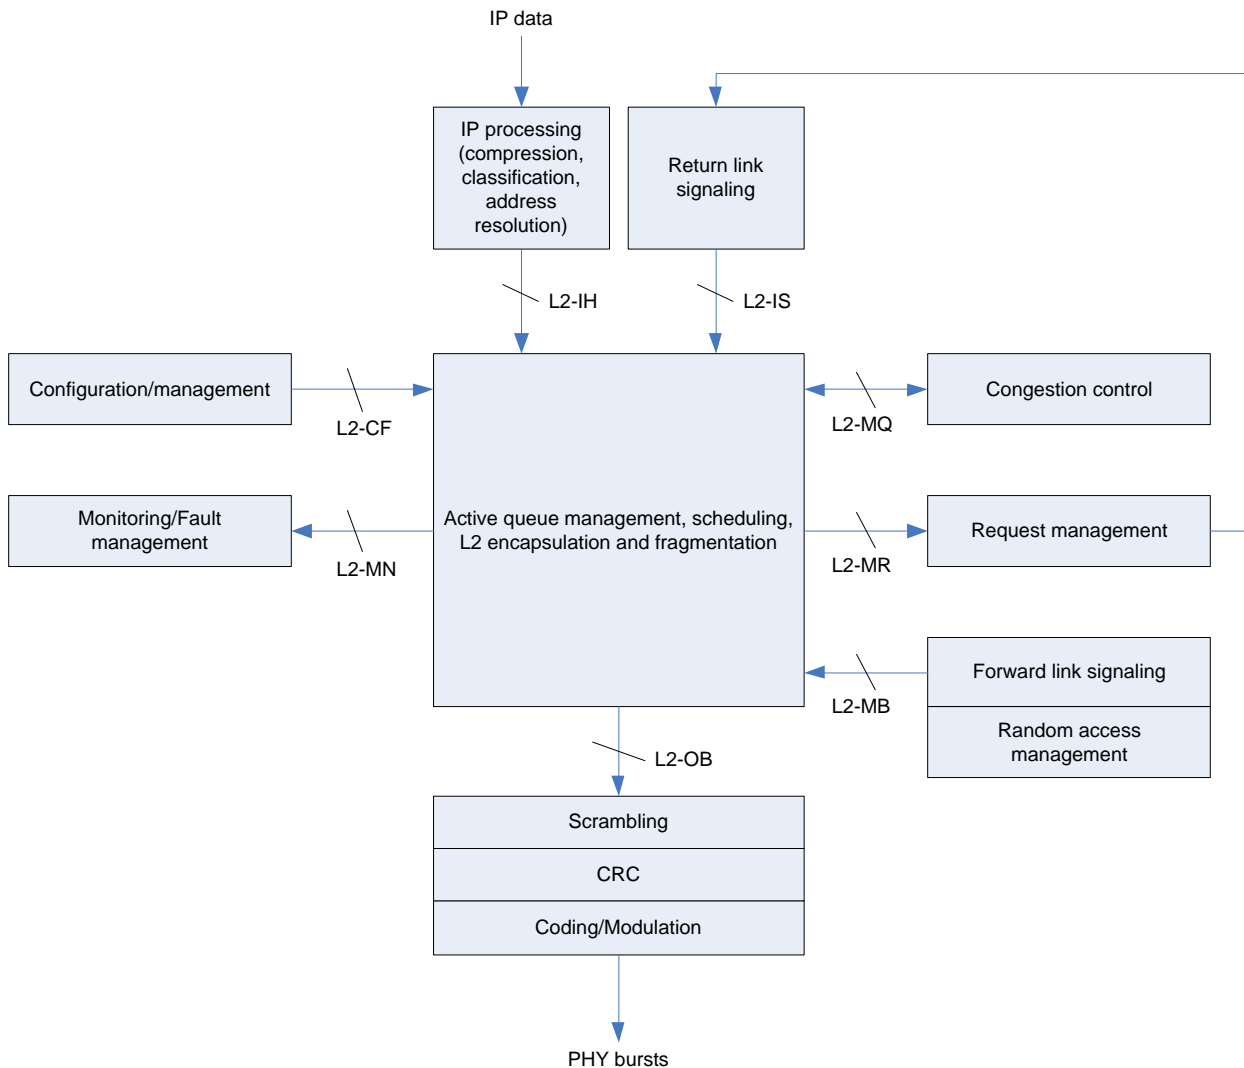 IP data
IP processing
(compression,
classification,
address
resolution)
Return link
signaling
L2-IH
L2-IS
Configuration/management
L2-CF
Congestion control
L2-MQ
Monitoring/Fault
management
L2-MN
Active queue management, scheduling,
L2 encapsulation and fragmentation
Request management
L2-MR
Forward link signaling
L2-MB
Random access
management
L2-OB
Scrambling
CRC
Coding/Modulation
PHY bursts